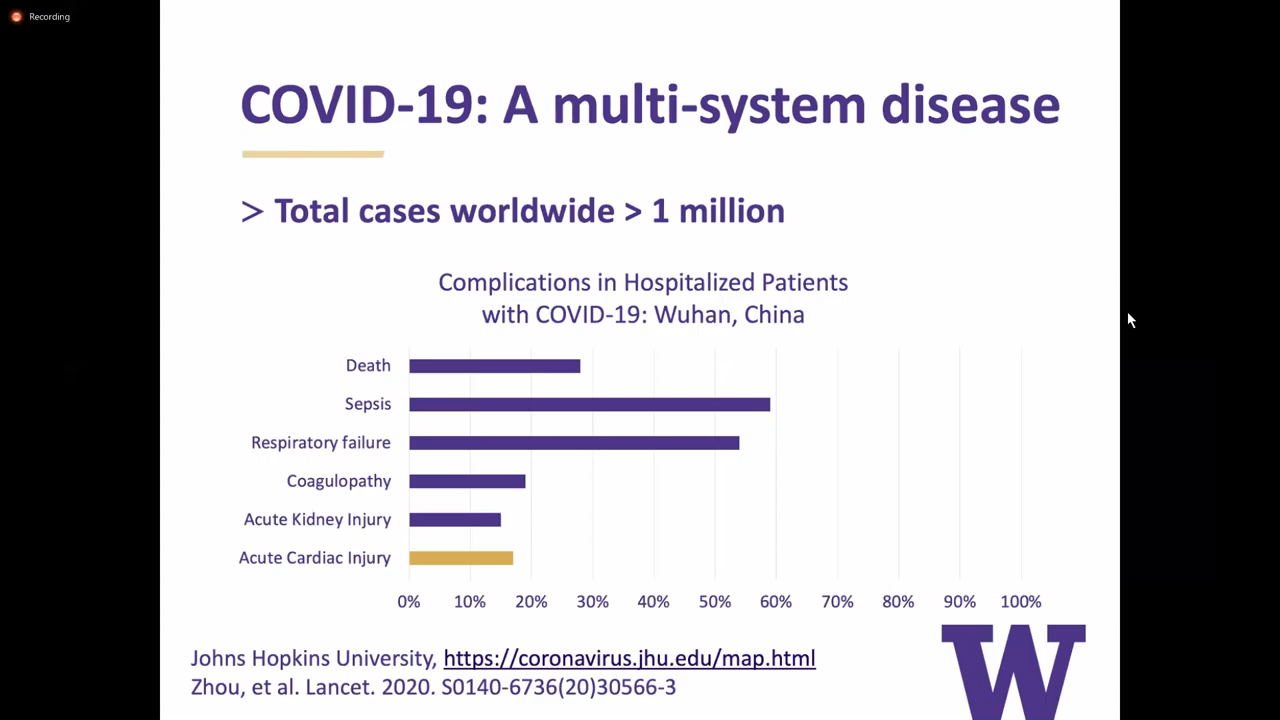 Recording
COVID-19: A multi-system disease
> Total cases worldwide > 1 million
Complications in Hospitalized Patients
with COVID-19: Wuhan, China
Death
Sepsis
Respiratory failure
Coagulopathy
Acute Kidney Injury
Acute Cardiac Injury
0% 10% 20% 30% 40% 50% 60% 70% 80% 90% 100%
Johns Hopkins University, https://coronavirus.jhu.edu/map.html
Zhou, et al. Lancet. 2020. S0140-6736(20)30566-3
W